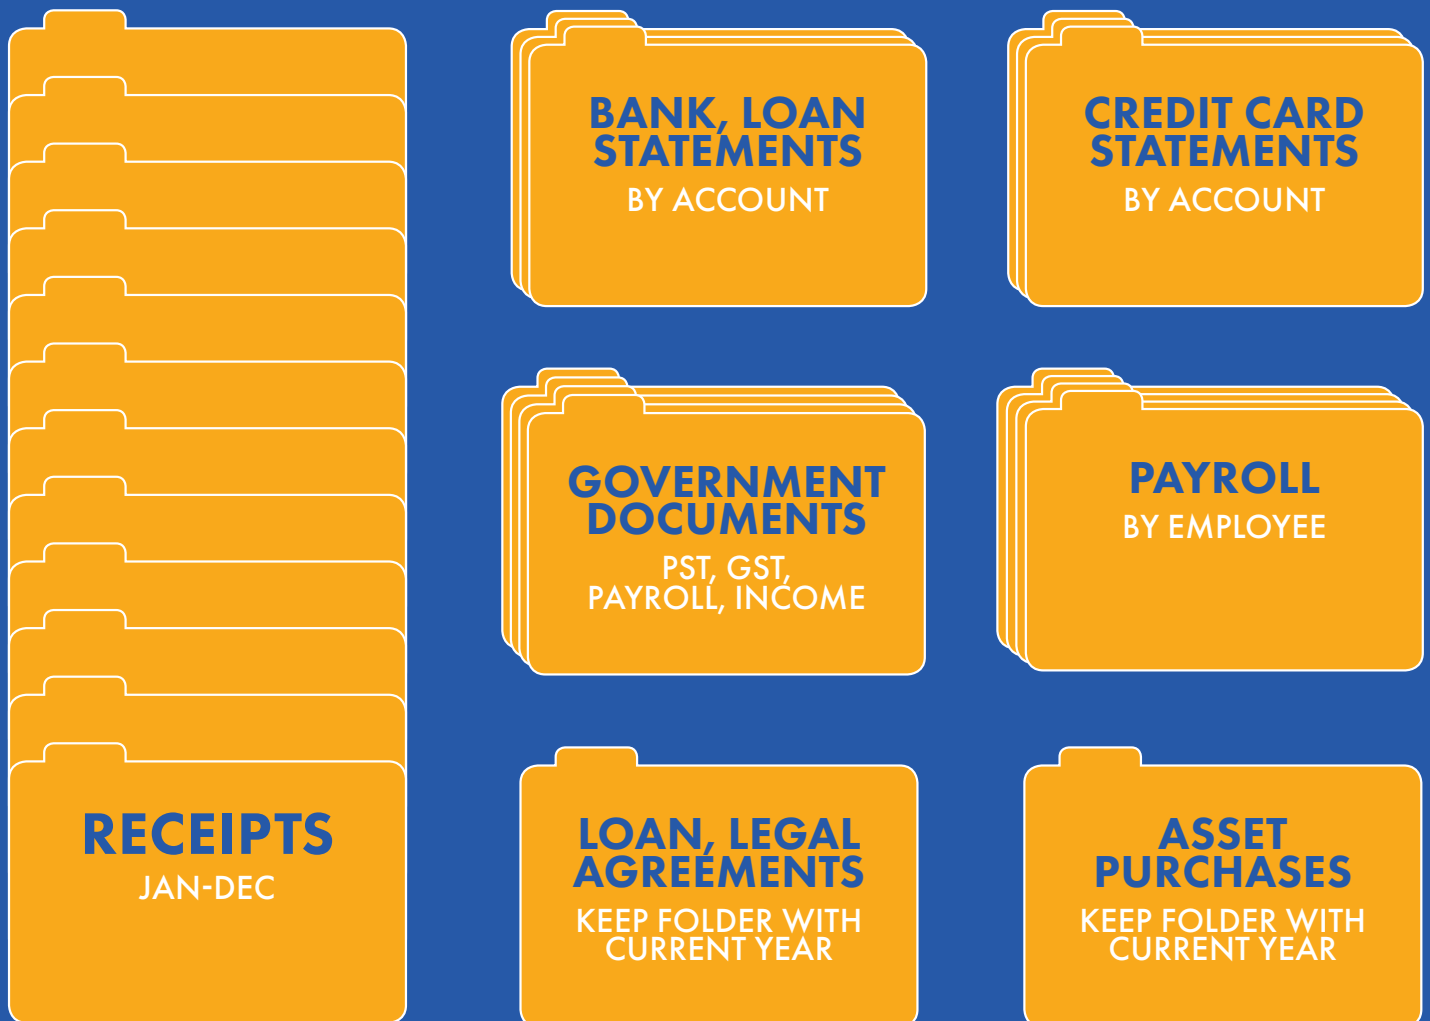 BANK, LOAN
STATEMENTS
BY ACCOUNT
CREDIT CARD
STATEMENTS
BY ACCOUNT
GOVERNMENT
DOCUMENTS
PST, GST,
PAYROLL, INCOME
PAYROLL
BY EMPLOYEE
RECEIPTS
JAN-DEC
LOAN, LEGAL
AGREEMENTS
KEEP FOLDER WITH
CURRENT YEAR
ASSET
PURCHASES
KEEP FOLDER WITH
CURRENT YEAR